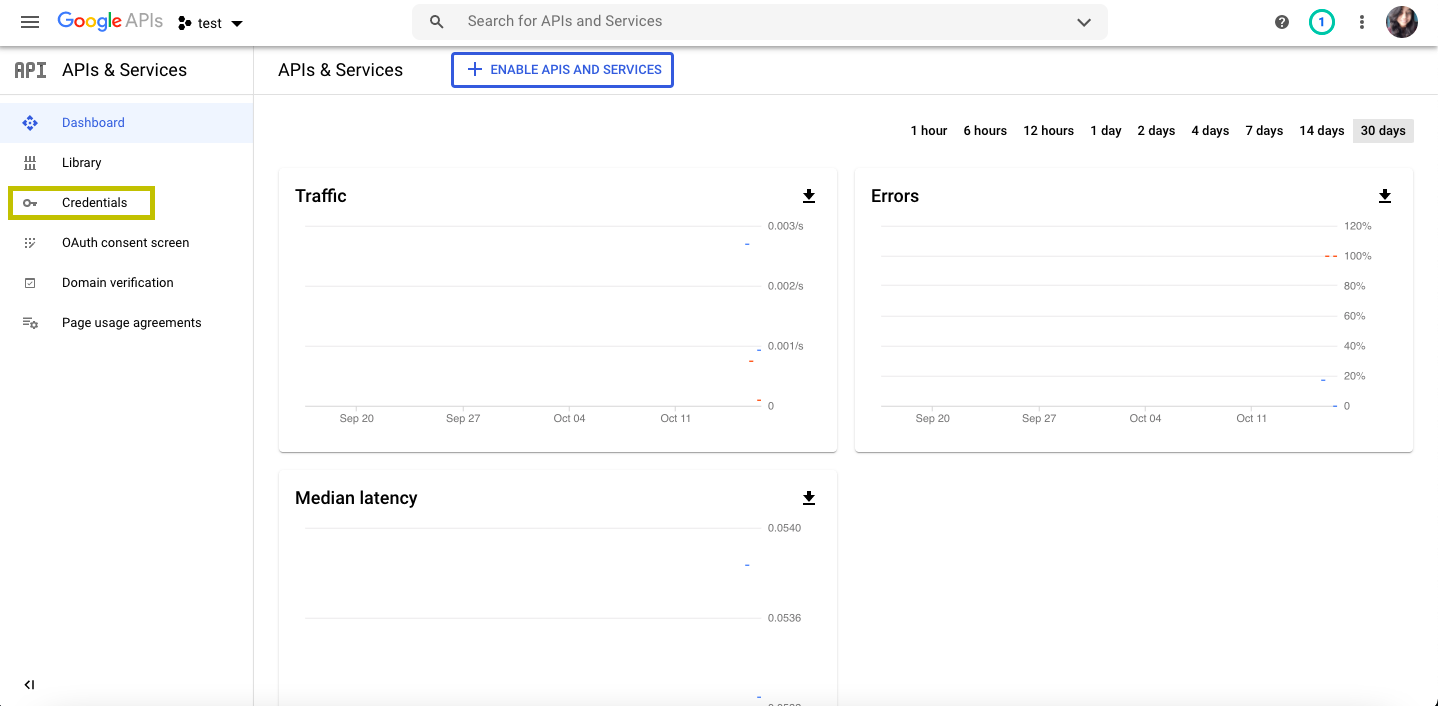 Google APIs test Search for APIs and Services 1
API APIs & Services
APIs & Services ENABLE APIS AND SERVICES
Dashboard
Library
Credentials
OAuth consent screen
Domain verification
Page usage agreements
1 hour 6 hours 12 hours 1 day 2 days 4 days 7 days 14 days 30 days
Traffic
0.003/s
0.002/s
0.001/s
0
Sep 20 Sep 27 Oct 04 Oct 11
Errors
120%
100%
80%
60%
40%
20%
0
Sep 20 Sep 27 Oct 04 Oct 11
Median latency
0.0540
0.0536